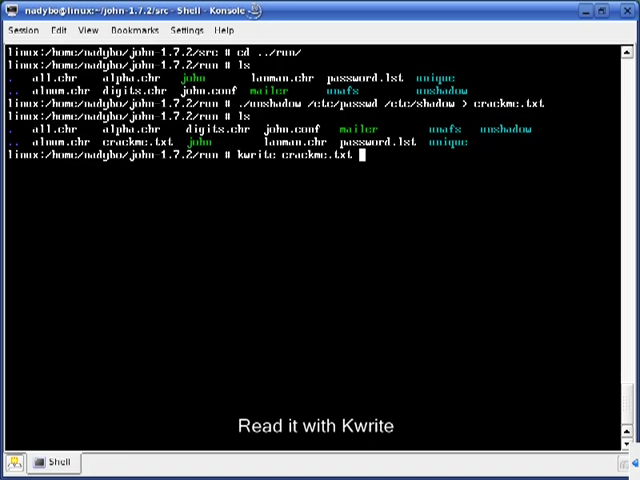 nadybo@linux:~/john-1.7.2/src - Shell - Konsole
Session Edit View Bookmarks Settings Help
linux:/home/nadybo/john-1.7.2/src # cd ../run/
linux:/home/nadybo/john-1.7.2/run # ls
. all.chr alpha.chr john lanman.chr password.lst unique
.. alnum.chr digits.chr john.conf mailer unafs unshadow
linux:/home/nadybo/john-1.7.2/run # ./unshadow /etc/passwd /etc/shadow > crackme.txt
linux:/home/nadybo/john-1.7.2/run # ls
. all.chr alpha.chr digits.chr john.conf mailer unafs unshadow
.. alnum.chr crackme.txt john lanman.chr password.lst unique
linux:/home/nadybo/john-1.7.2/run # kwrite crackme.txt
Read it with Kwrite
Shell